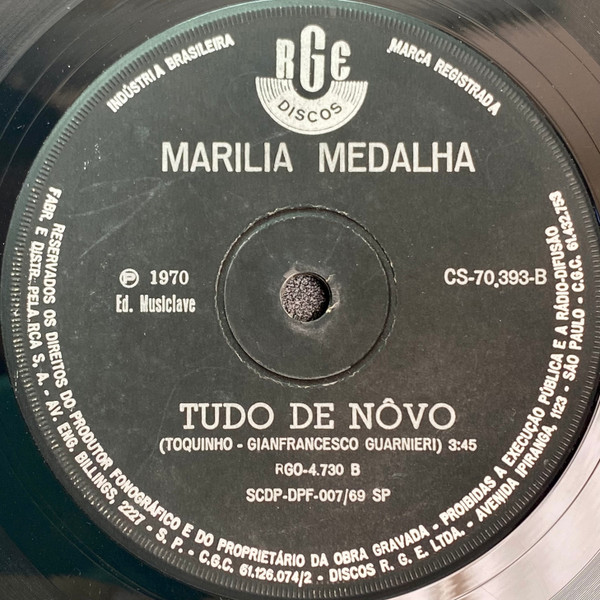 INDÚSTRIA BRASILEIRA
RGE
DISCOS
MARCA REGISTRADA
MARILIA MEDALHA
℗ 1970
Ed. Musiclave
CS-70.393-B
TUDO DE NÔVO
(TOQUINHO - GIANFRANCESCO GUARNIERI) 3:45
RGO-4.730 B
SCDP-DPF-007/69 SP
RESERVADOS OS DIREITOS DO PRODUTOR FONOGRÁFICO E DO PROPRIETÁRIO DA OBRA GRAVADA - PROIBIDAS A EXECUÇÃO PÚBLICA E A RÁDIO-DIFUSÃO
FABR. E DISTR. PELA RCA S. A. - AV. ENG. BILLINGS, 2227 - S. P. - C.G.C. 61.126.074/2 - DISCOS R. G. E. LTDA. - AVENIDA IPIRANGA, 1123 - SÃO PAULO - C.G.C. 61.432.753